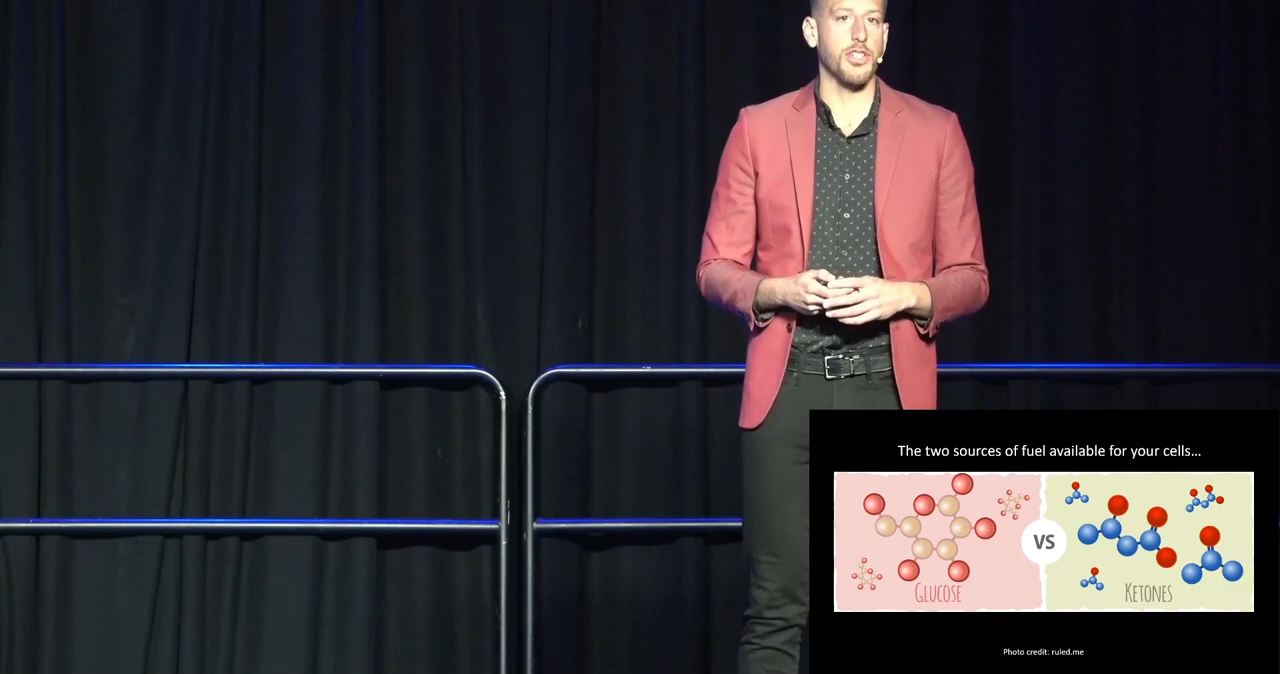 The two sources of fuel available for your cells...
VS
GLUCOSE
KETONES
Photo credit: ruled.me